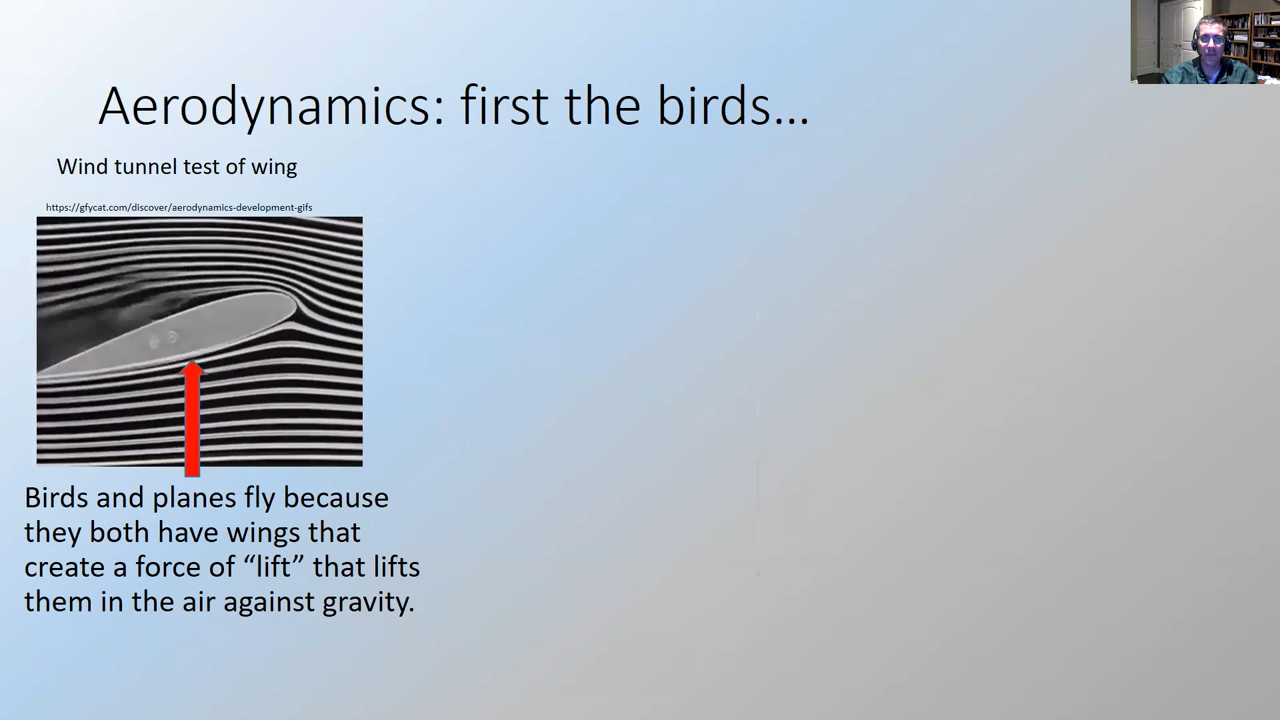 Aerodynamics: first the birds…
Wind tunnel test of wing
https://gfycat.com/discover/aerodynamics-development-gifs
Birds and planes fly because
they both have wings that
create a force of “lift” that lifts
them in the air against gravity.